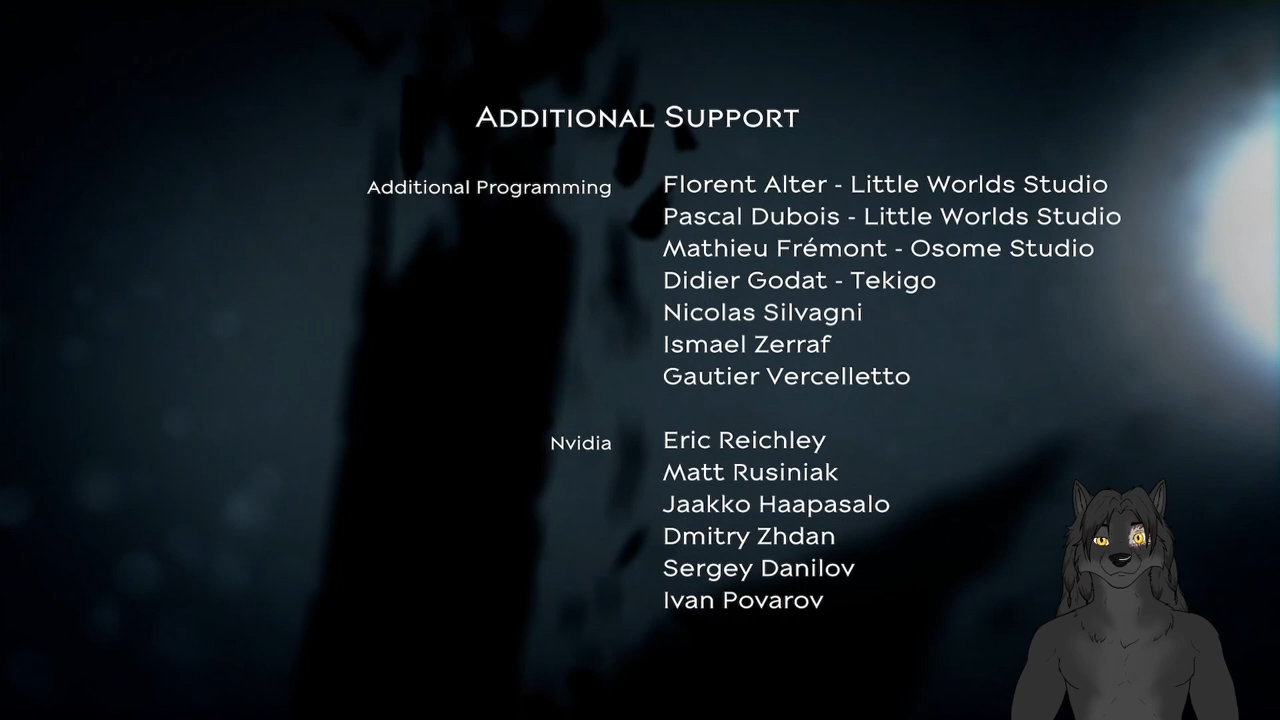 Additional Support
Additional Programming
Florent Alter - Little Worlds Studio
Pascal Dubois - Little Worlds Studio
Mathieu Frémont - Osome Studio
Didier Godat - Tekigo
Nicolas Silvagni
Ismael Zerraf
Gautier Vercelletto
Nvidia
Eric Reichley
Matt Rusiniak
Jaakko Haapasalo
Dmitry Zhdan
Sergey Danilov
Ivan Povarov